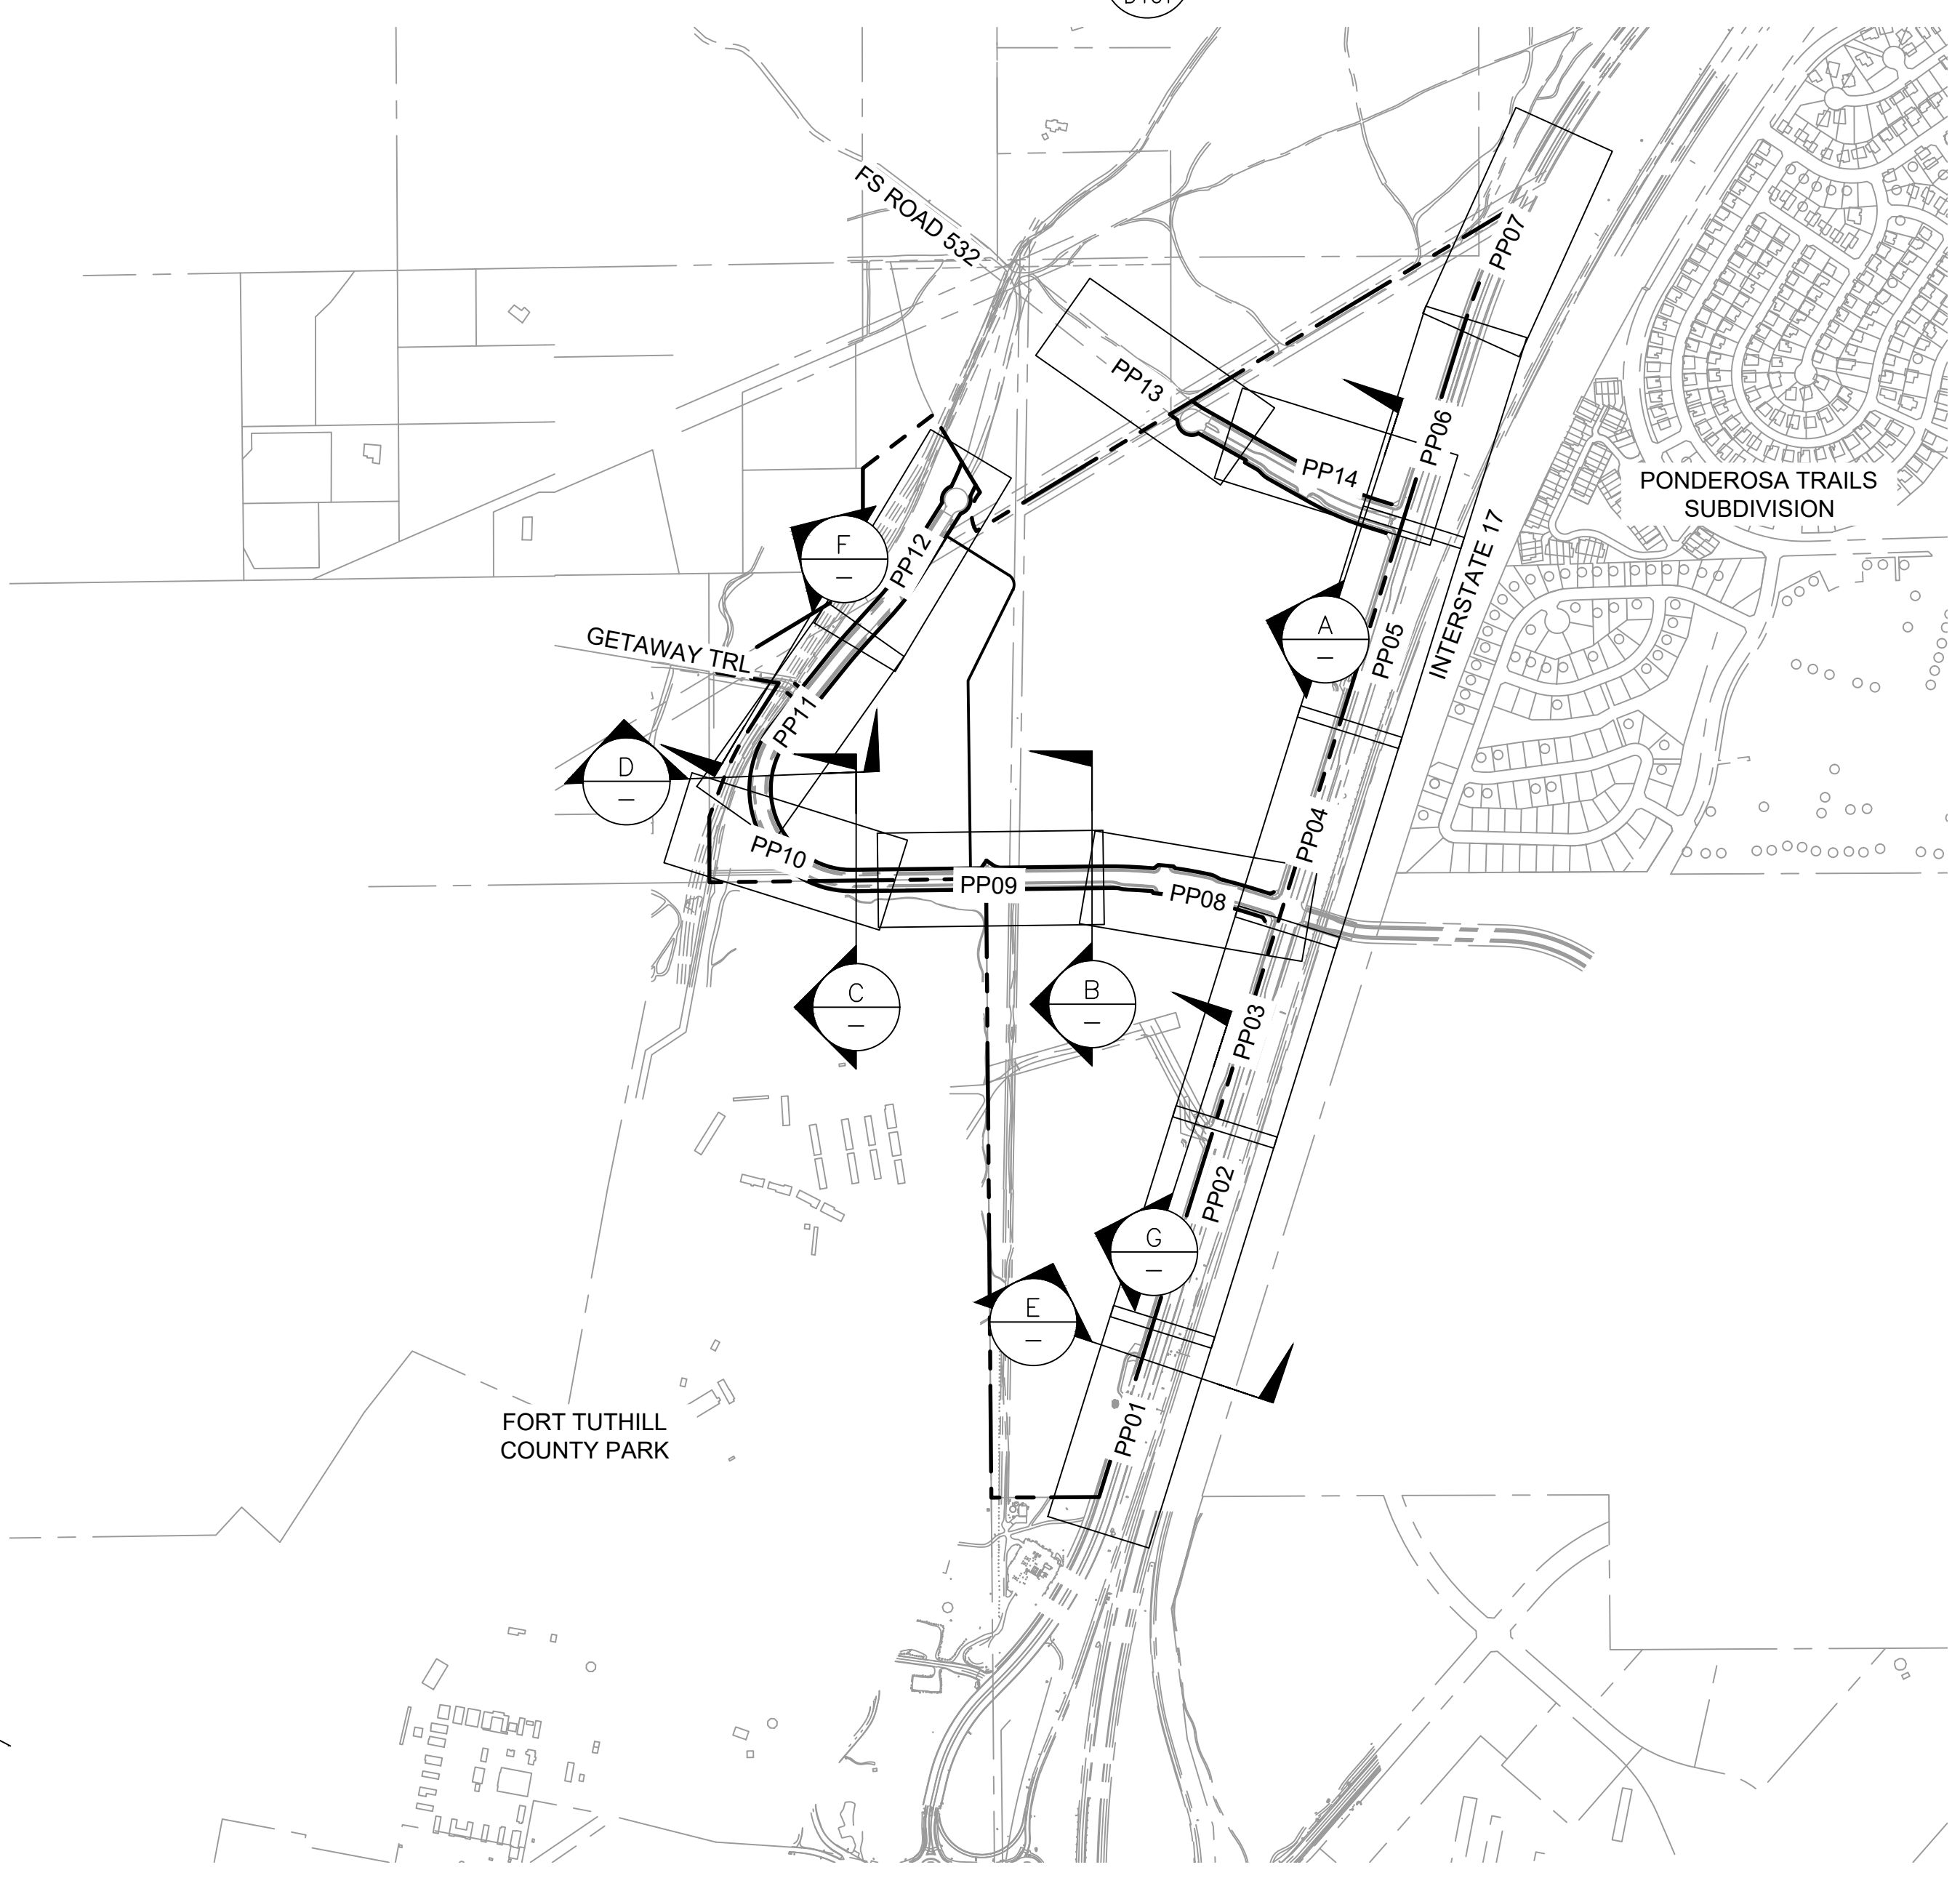 FS ROAD 532
PP07
PP13
PP06
PP14
PONDEROSA TRAILS
SUBDIVISION
F
—
PP12
INTERSTATE 17
A
—
PP05
GETAWAY TRL
PP11
D
—
PP04
PP10
PP09
PP08
C
—
B
—
PP03
PP02
G
—
E
—
PP01
FORT TUTHILL
COUNTY PARK